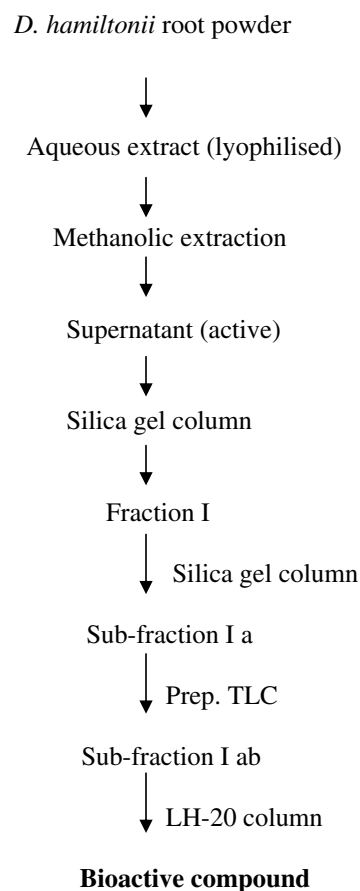 D. hamiltonii root powder
Aqueous extract (lyophilised)
Methanolic extraction
Supernatant (active)
Silica gel column
Fraction I
Silica gel column
Sub-fraction I a
Prep. TLC
Sub-fraction I ab
LH-20 column
Bioactive compound